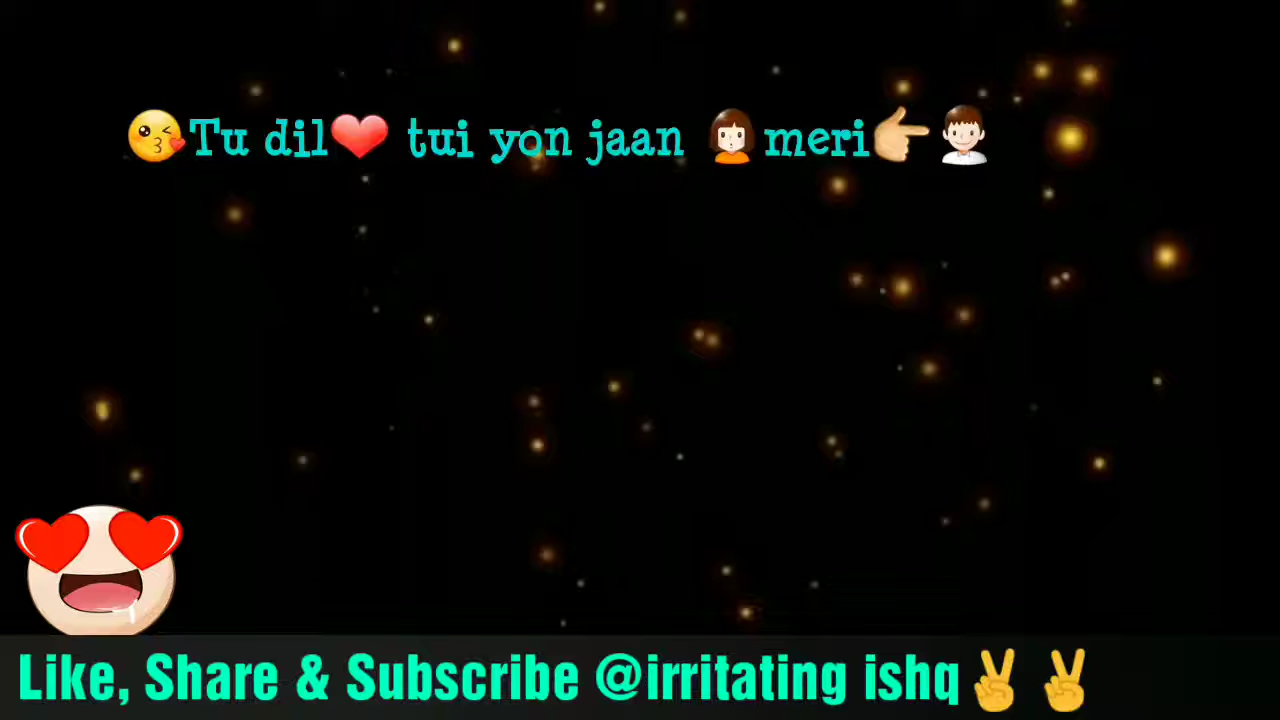 😘Tu dil❤ tui yon jaan 🙎meri👉👦
Like, Share & Subscribe @irritating ishq✌✌